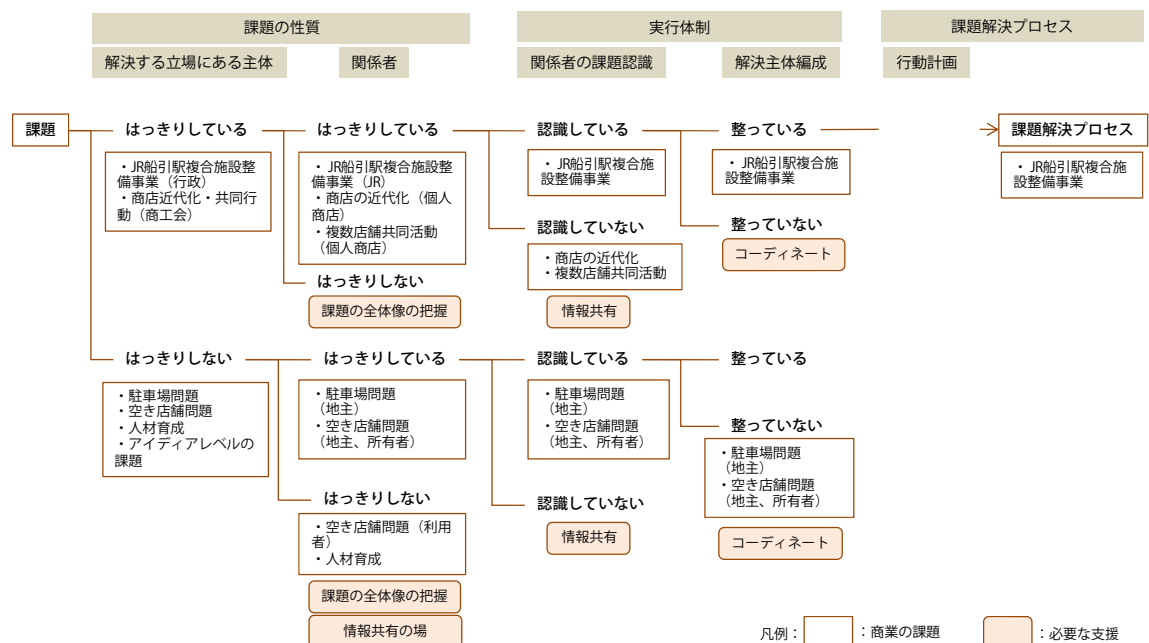 課題の性質
実行体制
課題解決プロセス
解決する立場にある主体
関係者
関係者の課題認識
解決主体編成
行動計画
課題
はっきりしている
はっきりしている
認識している
整っている
課題解決プロセス
・JR船引駅複合施設整
備事業（行政）
・商店近代化・共同行
動（商工会）
・JR船引駅複合施設整
備事業（JR）
・商店の近代化（個人
商店）
・複数店舗共同活動
（個人商店）
・JR船引駅複合施
設整備事業
・JR船引駅複合施
設整備事業
・JR船引駅複合施
設整備事業
認識していない
整っていない
・商店の近代化
・複数店舗共同活動
コーディネート
はっきりしない
課題の全体像の把握
情報共有
はっきりしない
はっきりしている
認識している
整っている
・駐車場問題
・空き店舗問題
・人材育成
・アイディアレベルの
課題
・駐車場問題
（地主）
・空き店舗問題
（地主、所有者）
・駐車場問題
（地主）
・空き店舗問題
（地主、所有者）
整っていない
・駐車場問題
（地主）
・空き店舗問題
（地主、所有者）
はっきりしない
認識していない
・空き店舗問題（利用
者）
・人材育成
情報共有
コーディネート
課題の全体像の把握
情報共有の場
凡例：
：商業の課題
：必要な支援